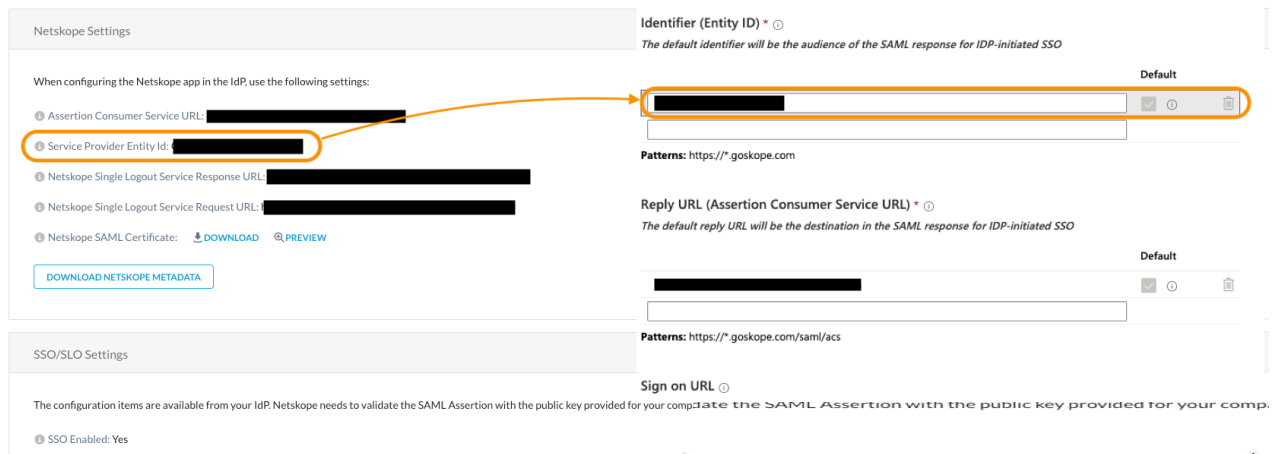 Netskope Settings
When configuring the Netskope app in the IdP, use the following settings:
Assertion Consumer Service URL:
Service Provider Entity Id:
Netskope Single Logout Service Response URL:
Netskope Single Logout Service Request URL:
Netskope SAML Certificate: DOWNLOAD PREVIEW
DOWNLOAD NETSKOPE METADATA
SSO/SLO Settings
The configuration items are available from your IdP. Netskope needs to validate the SAML Assertion with the public key provided for your comp
SSO Enabled: Yes
Identifier (Entity ID) *
The default identifier will be the audience of the SAML response for IDP-initiated SSO
Default
Patterns: https://*.goskope.com
Reply URL (Assertion Consumer Service URL) *
The default reply URL will be the destination in the SAML response for IDP-initiated SSO
Default
Patterns: https://*.goskope.com/saml/acs
Sign on URL
date the SAML Assertion with the public key provided for your comp